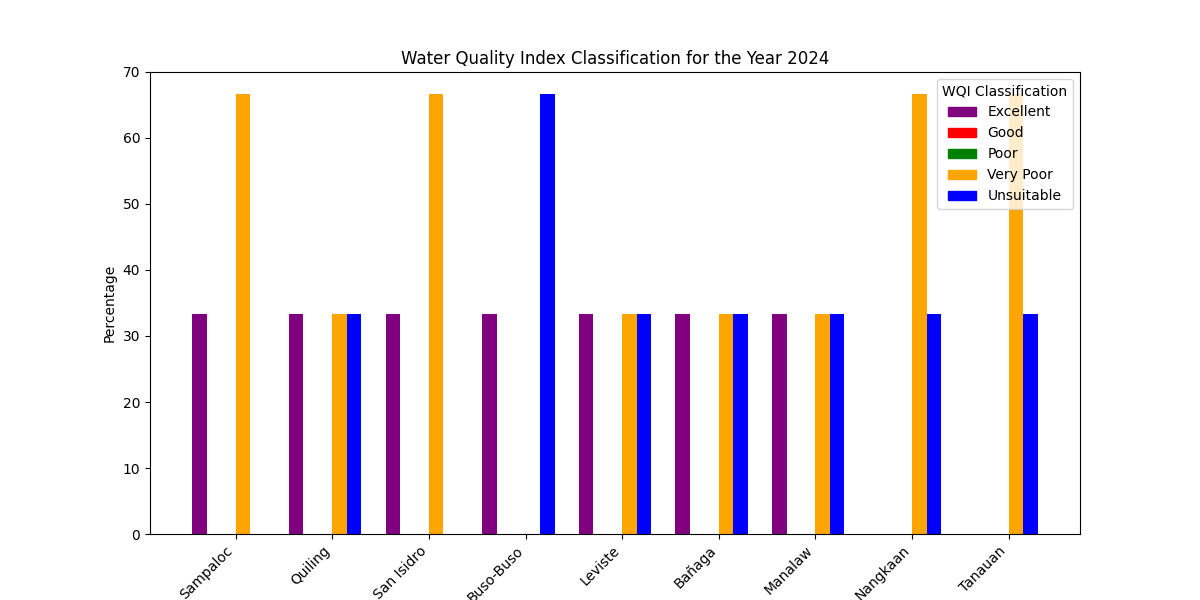 Water Quality Index Classification for the Year 2024
70
60
50
40
30
20
10
0
Percentage
WQI Classification
Excellent
Good
Poor
Very Poor
Unsuitable
Sampaloc
Quiling
San Isidro
Buso-Buso
Leviste
Bañaga
Manalaw
Nangkaan
Tanauan